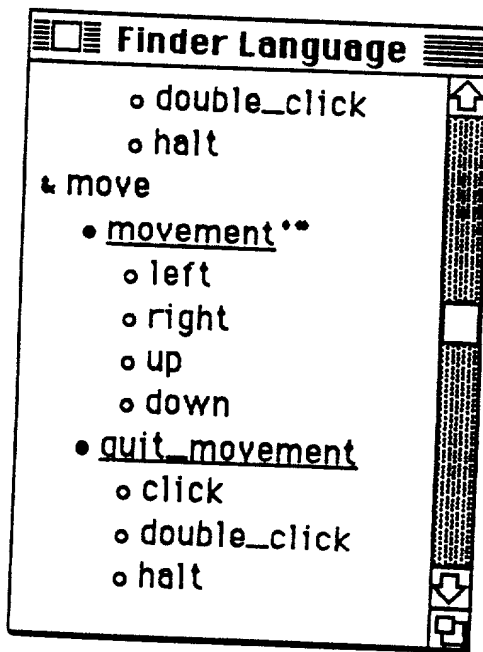 Finder Language
◦ double_click
◦ halt
& move
• movement'"
◦ left
◦ right
◦ up
◦ down
• quit_movement
◦ click
◦ double_click
◦ halt